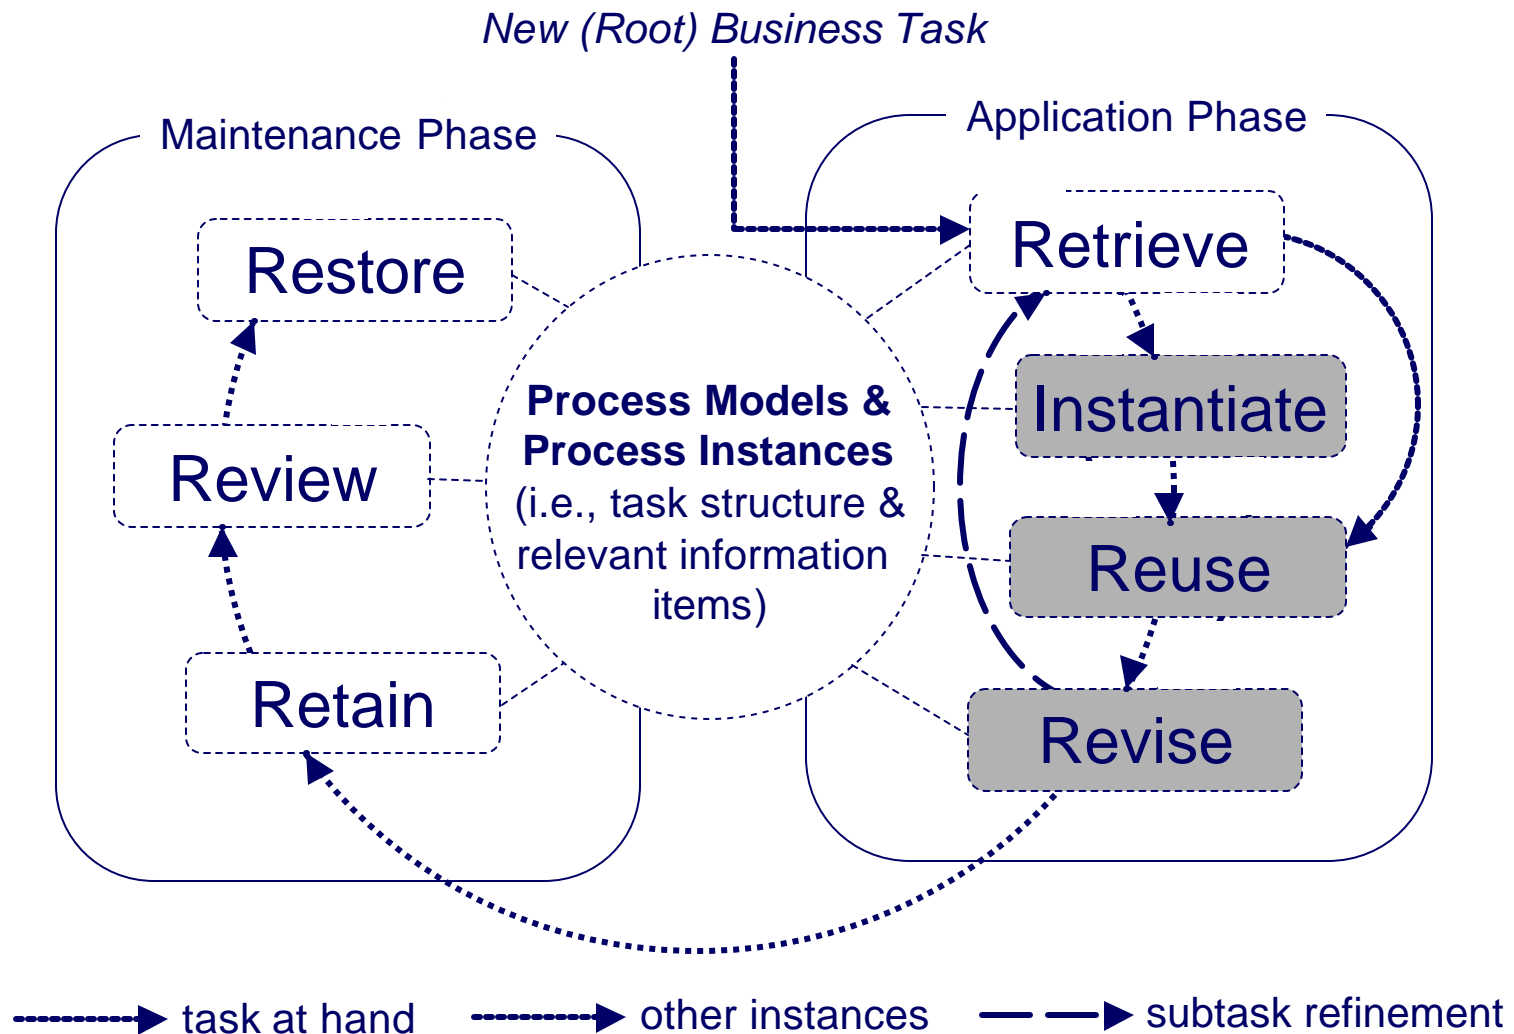 New (Root) Business Task
Maintenance Phase
Application Phase
Restore
Review
Retain
Process Models &
Process Instances
(i.e., task structure &
relevant information
items)
Retrieve
Instantiate
Reuse
Revise
task at hand
other instances
subtask refinement